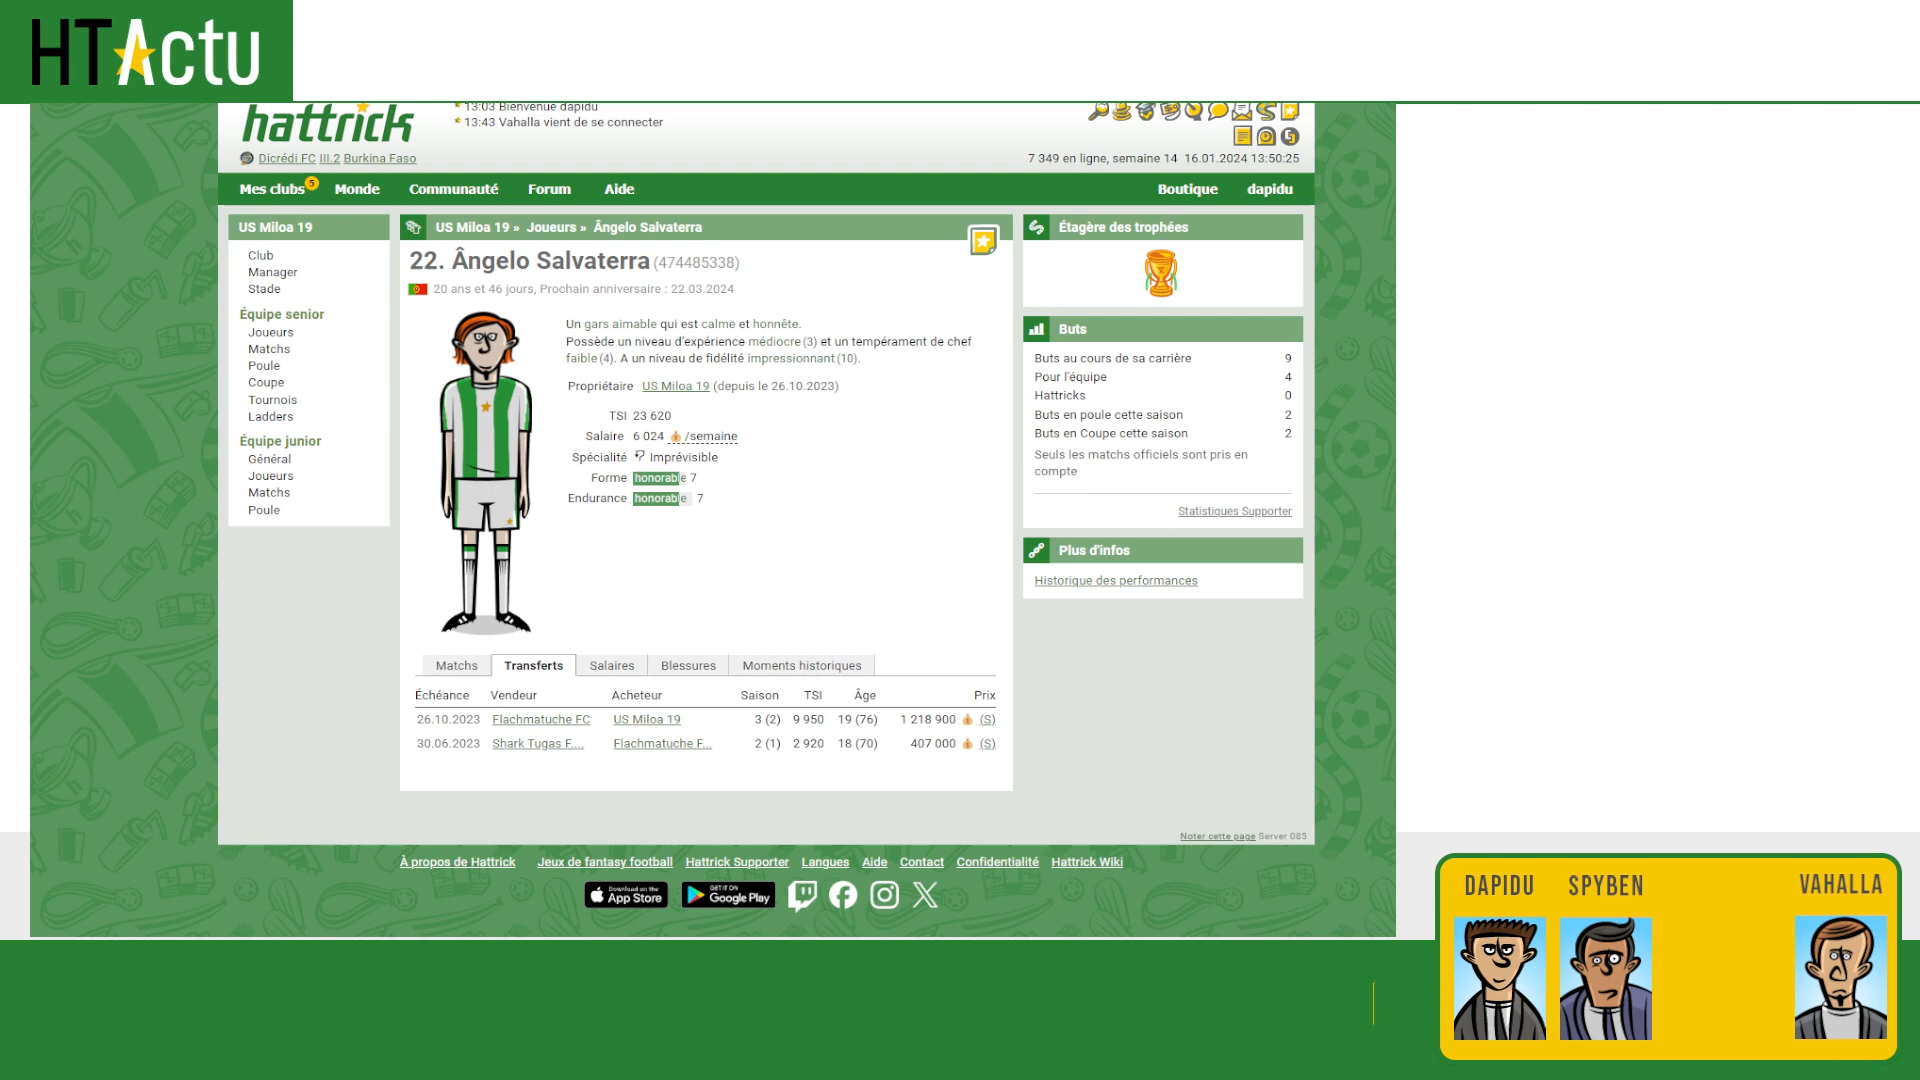 HT Actu
hattrick
13:03 Bienvenue dapidu
13:43 Vahalla vient de se connecter
Dicrédi FC III.2 Burkina Faso
7 349 en ligne, semaine 14 16.01.2024 13:50:25
Mes clubs 5 Monde Communauté Forum Aide Boutique dapidu
US Miloa 19
Club
Manager
Stade
Équipe senior
Joueurs
Matchs
Poule
Coupe
Tournois
Ladders
Équipe junior
Général
Joueurs
Matchs
Poule
US Miloa 19 » Joueurs » Ângelo Salvaterra
22. Ângelo Salvaterra (474485338)
20 ans et 46 jours, Prochain anniversaire : 22.03.2024
Un gars aimable qui est calme et honnête.
Possède un niveau d'expérience médiocre (3) et un tempérament de chef
faible (4). A un niveau de fidélité impressionnant (10).
Propriétaire US Miloa 19 (depuis le 26.10.2023)
TSI 23 620
Salaire 6 024 /semaine
Spécialité Imprévisible
Forme honorable 7
Endurance honorable 7
Matchs Transferts Salaires Blessures Moments historiques
Échéance Vendeur Acheteur Saison TSI Âge Prix
26.10.2023 Flachmatuche FC US Miloa 19 3 (2) 9 950 19 (76) 1 218 900 (S)
30.06.2023 Shark Tugas F.... Flachmatuche F... 2 (1) 2 920 18 (70) 407 000 (S)
Étagère des trophées
Buts
Buts au cours de sa carrière 9
Pour l'équipe 4
Hattricks 0
Buts en poule cette saison 2
Buts en Coupe cette saison 2
Seuls les matchs officiels sont pris en
compte
Statistiques Supporter
Plus d'infos
Historique des performances
Noter cette page Server 085
À propos de Hattrick Jeux de fantasy football Hattrick Supporter Langues Aide Contact Confidentialité Hattrick Wiki
Download on the App Store
GET IT ON Google Play
DAPIDU SPYBEN VAHALLA